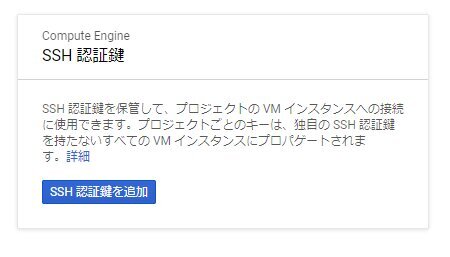 Compute Engine
SSH 認証鍵
SSH 認証鍵を保管して、プロジェクトの VM インスタンスへの接続
に使用できます。プロジェクトごとのキーは、独自の SSH 認証鍵
を持たないすべての VM インスタンスにプロパゲートされま
す。詳細
SSH 認証鍵を追加